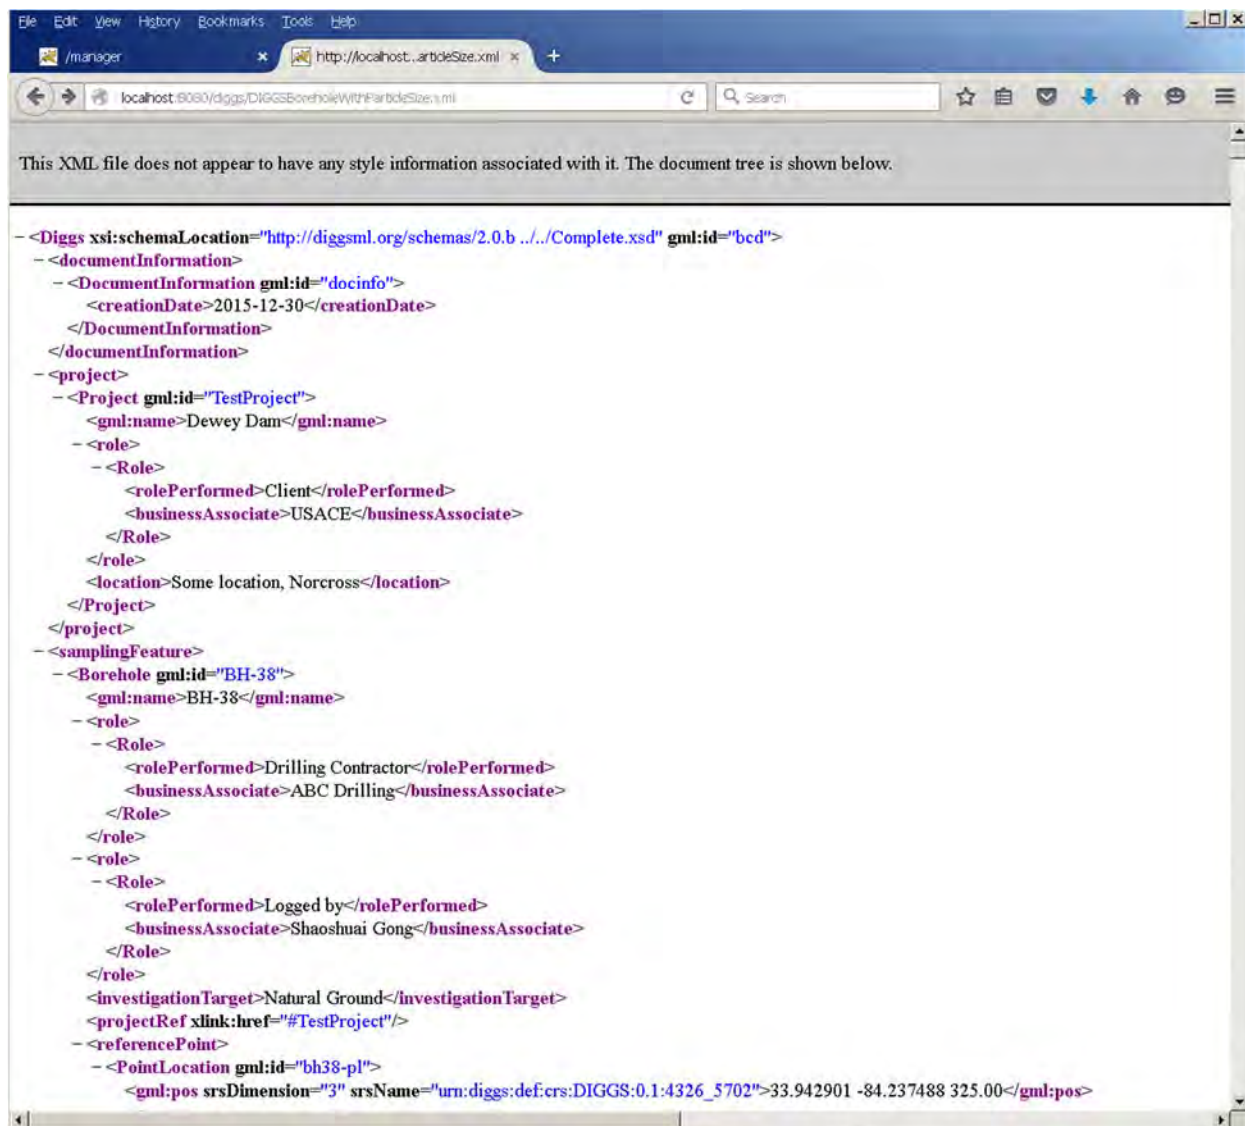 File Edit View History Bookmarks Tools Help
/manager × http://localhost...articleSize.xml × +
localhost:8080/diggs/DIGGSBoreholeWithParticleSize.xml Search
This XML file does not appear to have any style information associated with it. The document tree is shown below.
− <Diggs xsi:schemaLocation="http://diggsml.org/schemas/2.0.b ../../Complete.xsd" gml:id="bcd">
− <documentInformation>
− <DocumentInformation gml:id="docinfo">
<creationDate>2015-12-30</creationDate>
</DocumentInformation>
</documentInformation>
− <project>
− <Project gml:id="TestProject">
<gml:name>Dewey Dam</gml:name>
− <role>
− <Role>
<rolePerformed>Client</rolePerformed>
<businessAssociate>USACE</businessAssociate>
</Role>
</role>
<location>Some location, Norcross</location>
</Project>
</project>
− <samplingFeature>
− <Borehole gml:id="BH-38">
<gml:name>BH-38</gml:name>
− <role>
− <Role>
<rolePerformed>Drilling Contractor</rolePerformed>
<businessAssociate>ABC Drilling</businessAssociate>
</Role>
</role>
− <role>
− <Role>
<rolePerformed>Logged by</rolePerformed>
<businessAssociate>Shaoshuai Gong</businessAssociate>
</Role>
</role>
<investigationTarget>Natural Ground</investigationTarget>
<projectRef xlink:href="#TestProject"/>
− <referencePoint>
− <PointLocation gml:id="bh38-pl">
<gml:pos srsDimension="3" srsName="urn:diggs:def:crs:DIGGS:0.1:4326_5702">33.942901 -84.237488 325.00</gml:pos>